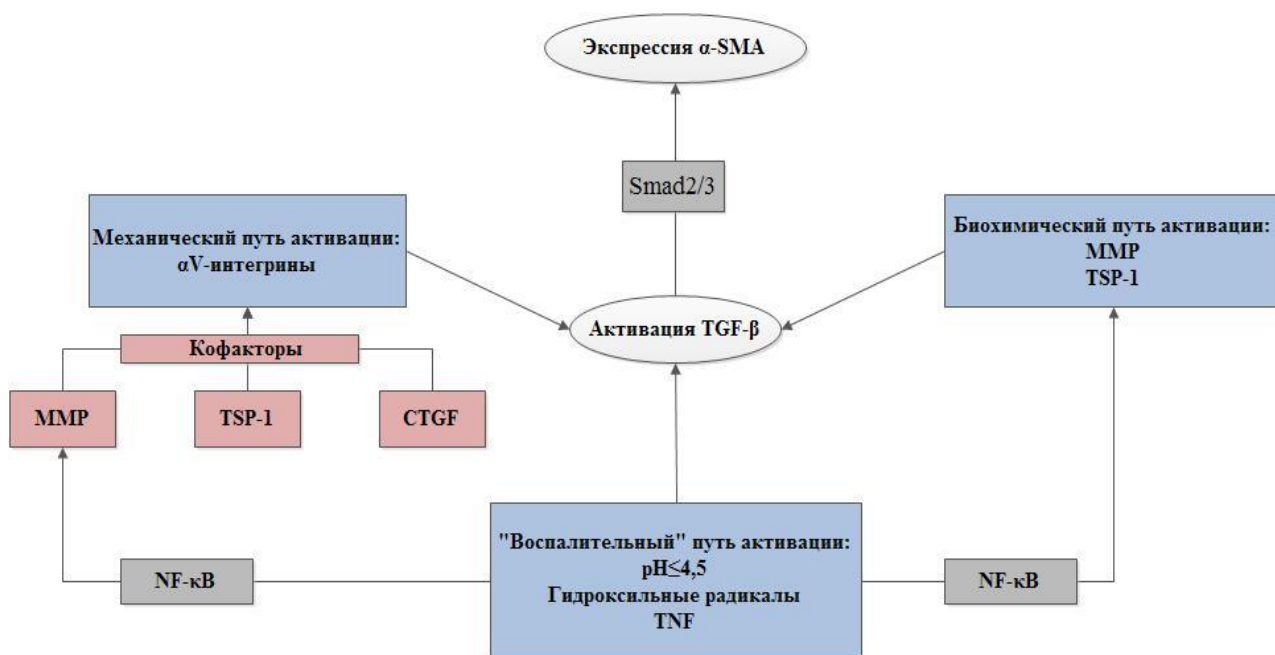 Экспрессия α-SMA
Smad2/3
Механический путь активации:
αV-интегрины
Биохимический путь активации:
MMP
TSP-1
Активация TGF-β
Кофакторы
MMP
TSP-1
CTGF
"Воспалительный" путь активации:
pH≤4,5
Гидроксильные радикалы
TNF
NF-κB
NF-κB